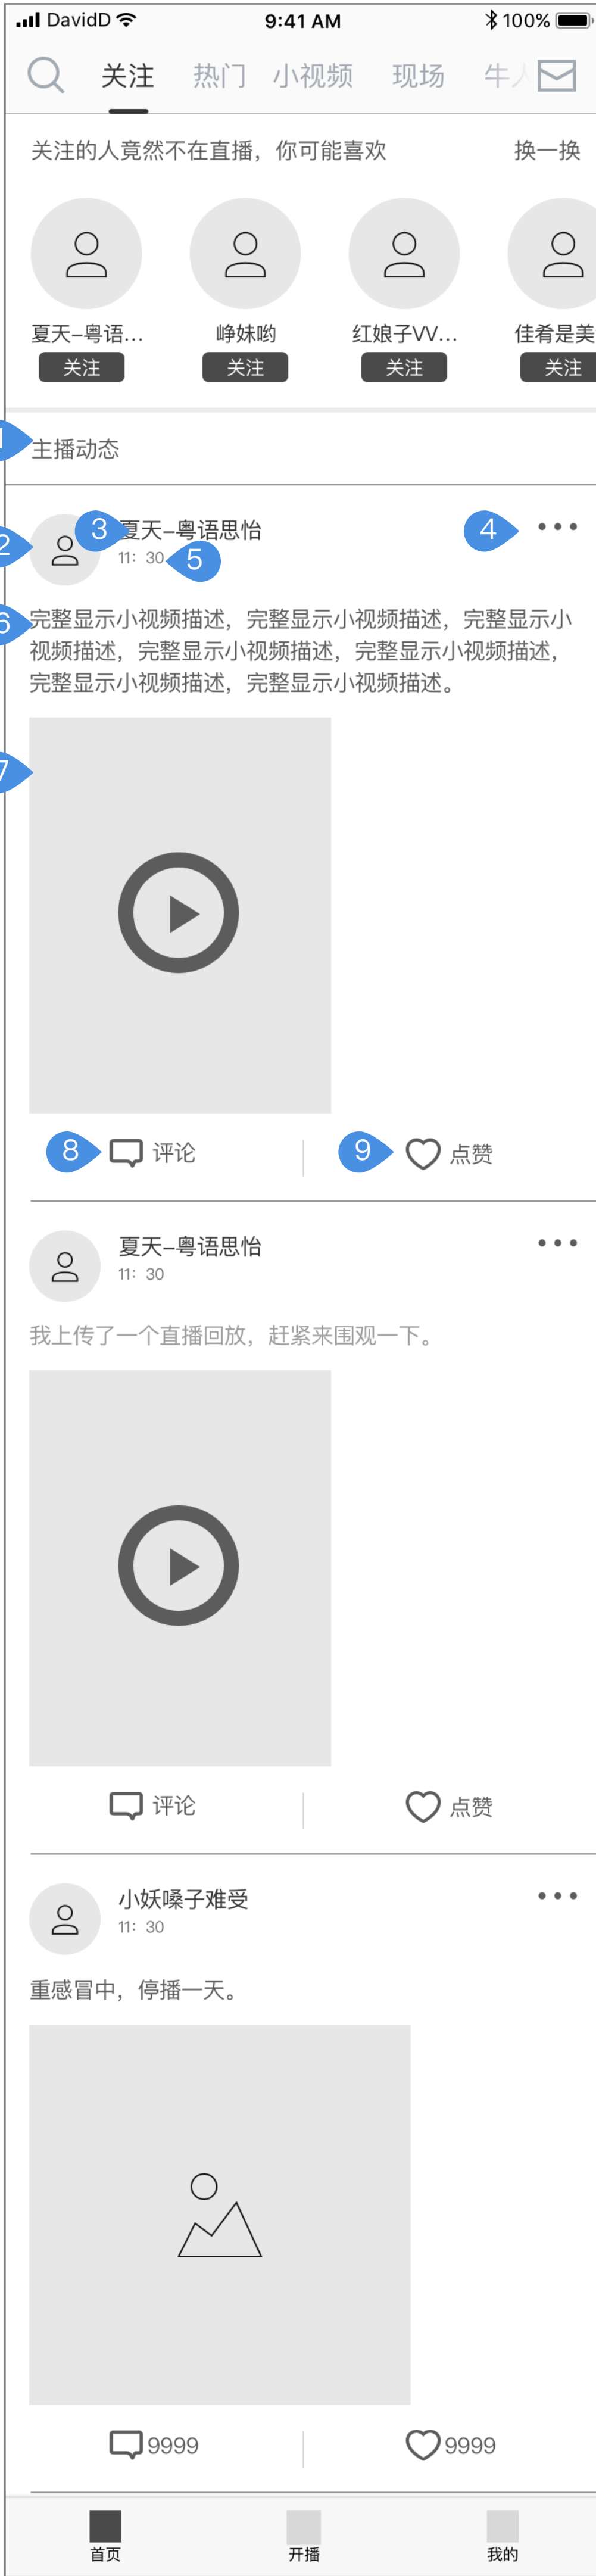 DavidD 9:41 AM 100%
关注 热门 小视频 现场 牛人
关注的人竟然不在直播，你可能喜欢 换一换
夏天-粤语... 峥妹哟 红娘子VV... 佳肴是美
关注 关注 关注 关注
1 主播动态
2 3 夏天-粤语思怡 4
11: 30 5
6 完整显示小视频描述，完整显示小视频描述，完整显示小
视频描述，完整显示小视频描述，完整显示小视频描述，
完整显示小视频描述，完整显示小视频描述。
7
8 评论 9 点赞
夏天-粤语思怡
11: 30
我上传了一个直播回放，赶紧来围观一下。
评论 点赞
小妖嗓子难受
11: 30
重感冒中，停播一天。
9999 9999
首页 开播 我的